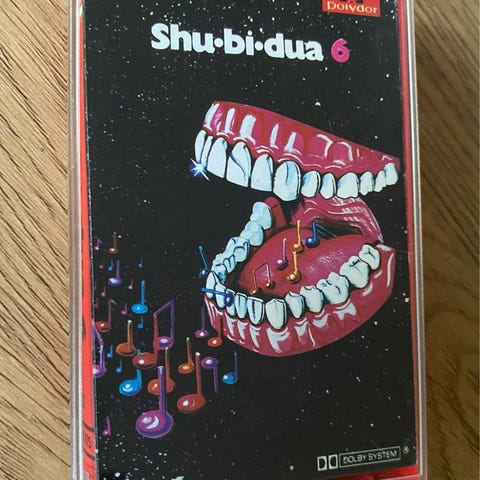 polydor
Shu·bi·dua 6
DOLBY SYSTEM ®